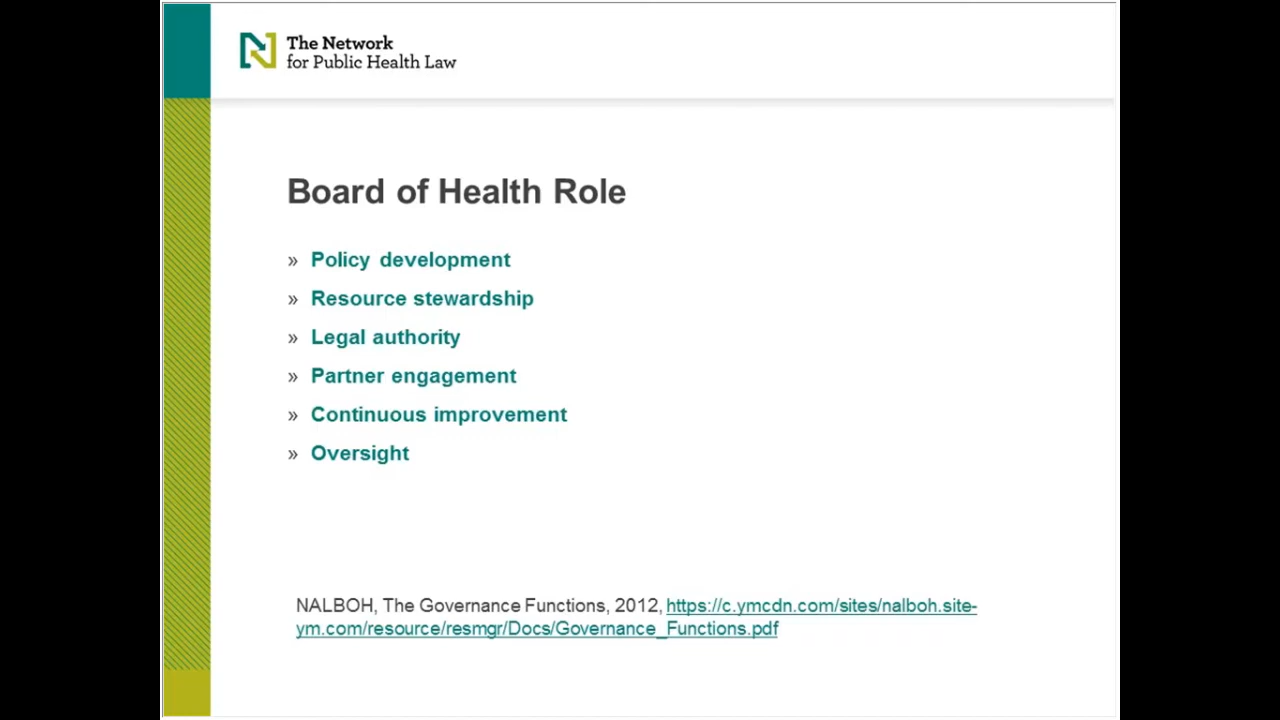 The Network
for Public Health Law
Board of Health Role
» Policy development
» Resource stewardship
» Legal authority
» Partner engagement
» Continuous improvement
» Oversight
NALBOH, The Governance Functions, 2012, https://c.ymcdn.com/sites/nalboh.site-
ym.com/resource/resmgr/Docs/Governance_Functions.pdf